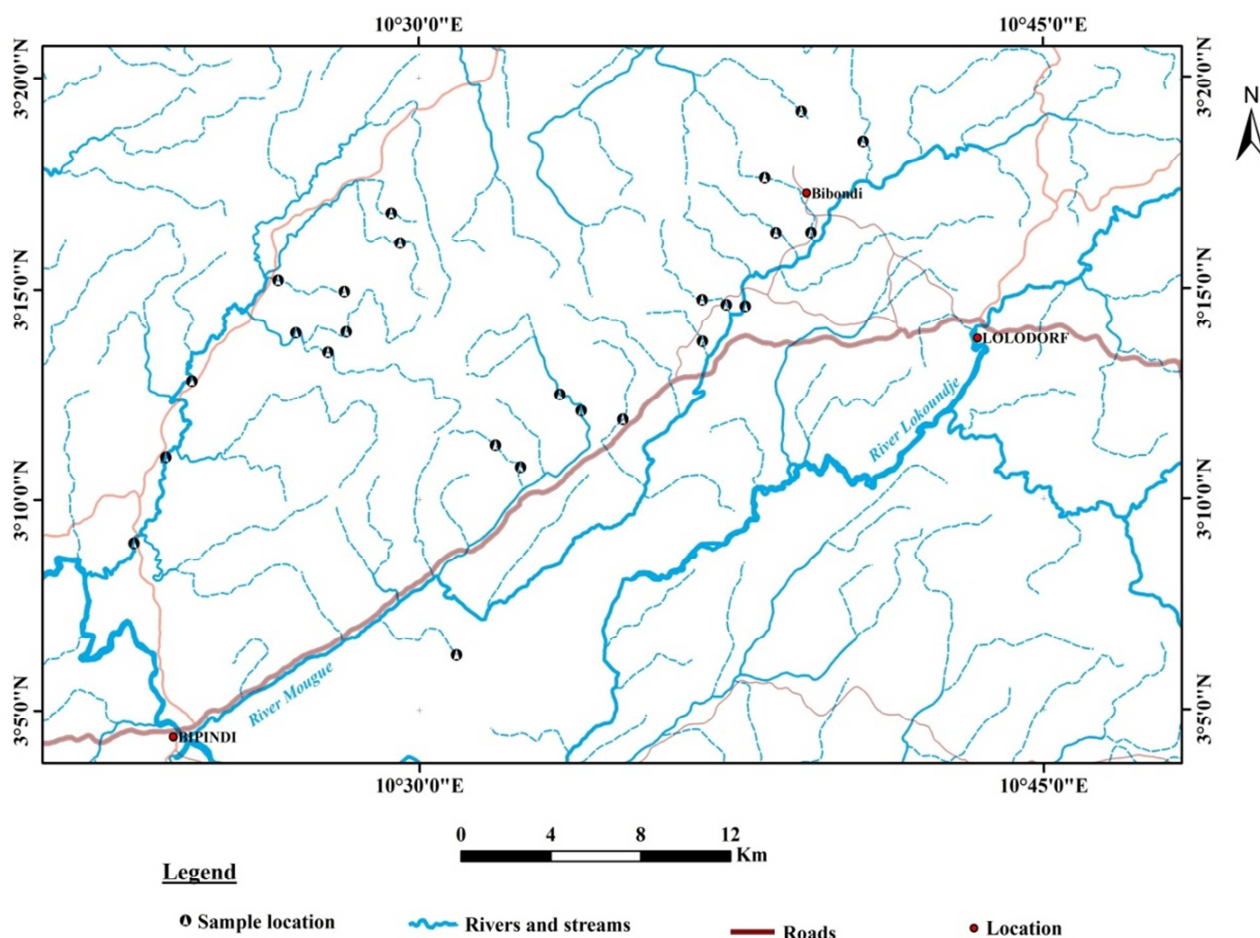 10°30'0"E 10°45'0"E
N
3°20'0"N 3°20'0"N
Bibondi
3°15'0"N 3°15'0"N
LOLODORF
River Lokoundje
3°10'0"N 3°10'0"N
River Mougue
3°5'0"N 3°5'0"N
BIPINDI
10°30'0"E 10°45'0"E
0 4 8 12
Km
Legend
Sample location Rivers and streams Roads Location